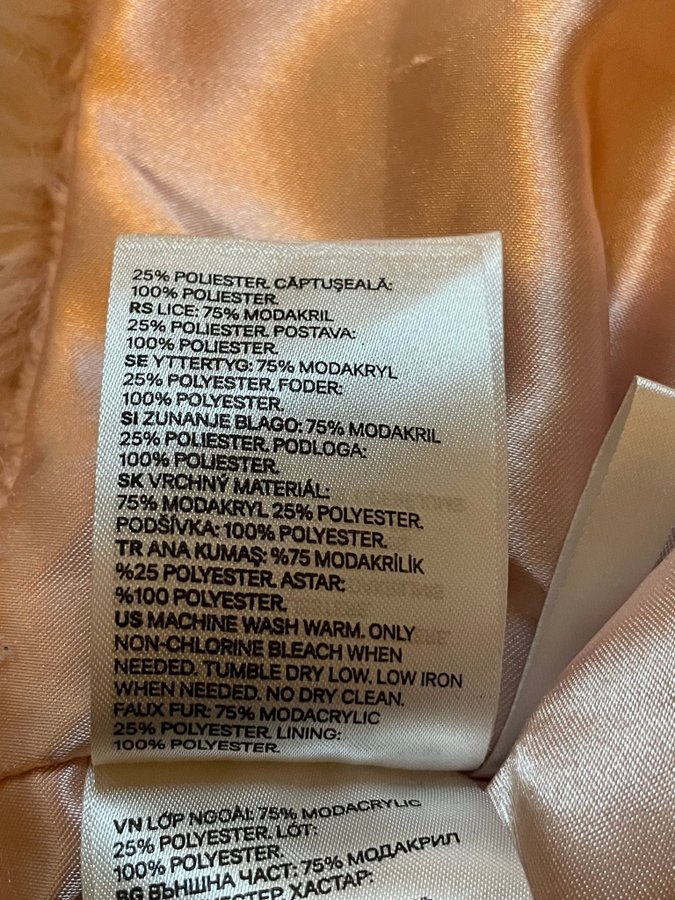 25% POLIESTER. CĂPTUŞEALĂ:
100% POLIESTER.
RS LICE: 75% MODAKRIL
25% POLIESTER. POSTAVA:
100% POLIESTER.
SE YTTERTYG: 75% MODAKRYL
25% POLYESTER. FODER:
100% POLYESTER.
SI ZUNANJE BLAGO: 75% MODAKRIL
25% POLIESTER. PODLOGA:
100% POLIESTER.
SK VRCHNÝ MATERIÁL:
75% MODAKRYL 25% POLYESTER.
PODŠÍVKA: 100% POLYESTER.
TR ANA KUMAŞ: %75 MODAKRİLİK
%25 POLYESTER. ASTAR:
%100 POLYESTER.
US MACHINE WASH WARM. ONLY
NON-CHLORINE BLEACH WHEN
NEEDED. TUMBLE DRY LOW. LOW IRON
WHEN NEEDED. NO DRY CLEAN.
FAUX FUR: 75% MODACRYLIC
25% POLYESTER. LINING:
100% POLYESTER.
VN LỚP NGOÀI: 75% MODACRYLIC
25% POLYESTER. LÓT:
100% POLYESTER.
BG ВЪНШНА ЧАСТ: 75% МОДАКРИЛ
ХАСТАР: